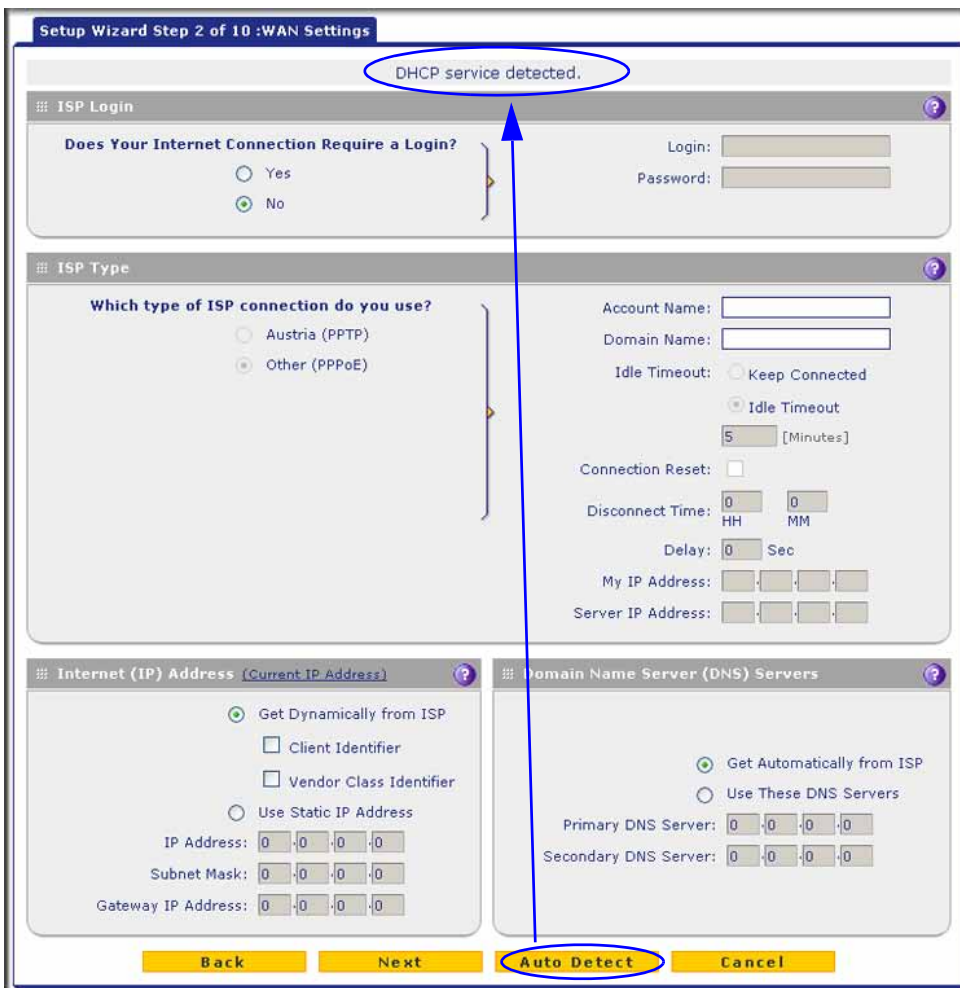 Setup Wizard Step 2 of 10 :WAN Settings
DHCP service detected.
ISP Login
?
Does Your Internet Connection Require a Login?
Yes
No
Login:
Password:
ISP Type
?
Which type of ISP connection do you use?
Austria (PPTP)
Other (PPPoE)
Account Name:
Domain Name:
Idle Timeout: Keep Connected
Idle Timeout
5 [Minutes]
Connection Reset:
Disconnect Time: 0 0
HH MM
Delay: 0 Sec
My IP Address: . . .
Server IP Address: . . .
Internet (IP) Address (Current IP Address)
?
Get Dynamically from ISP
Client Identifier
Vendor Class Identifier
Use Static IP Address
IP Address: 0 .0 .0 .0
Subnet Mask: 0 .0 .0 .0
Gateway IP Address: 0 .0 .0 .0
Domain Name Server (DNS) Servers
?
Get Automatically from ISP
Use These DNS Servers
Primary DNS Server: 0 .0 .0 .0
Secondary DNS Server: 0 .0 .0 .0
Back
Next
Auto Detect
Cancel